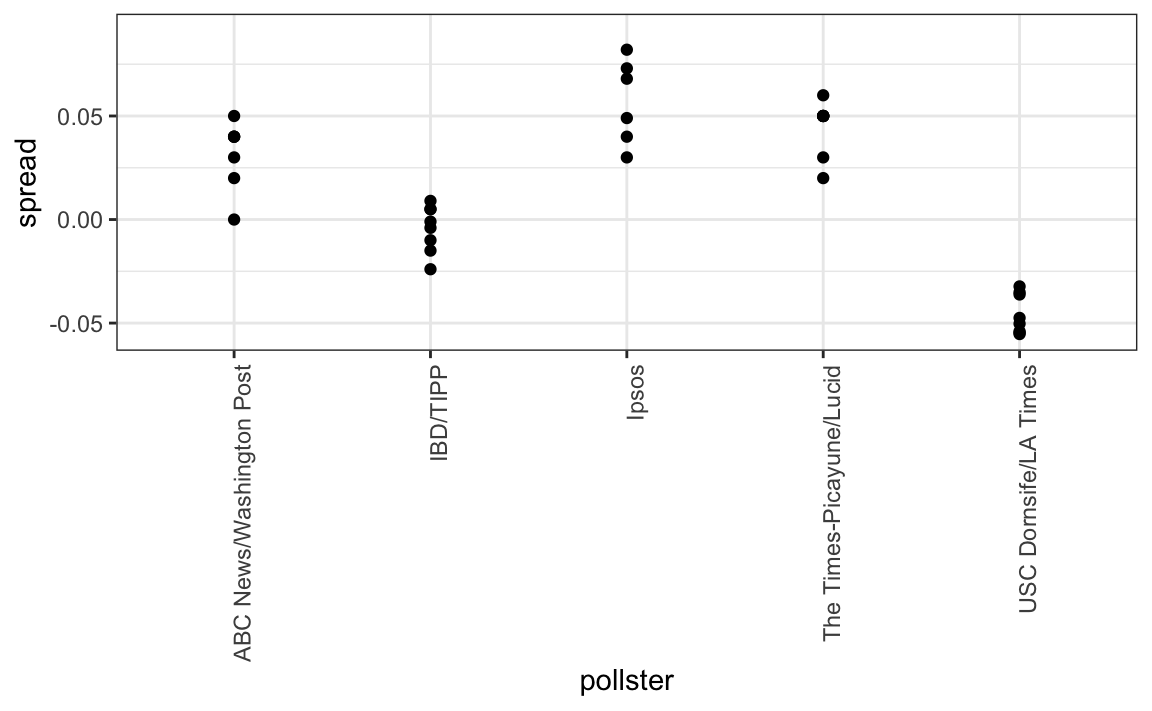 spread
0.05
0.00
-0.05
ABC News/Washington Post
IBD/TIPP
Ipsos
The Times-Picayune/Lucid
USC Dornsife/LA Times
pollster